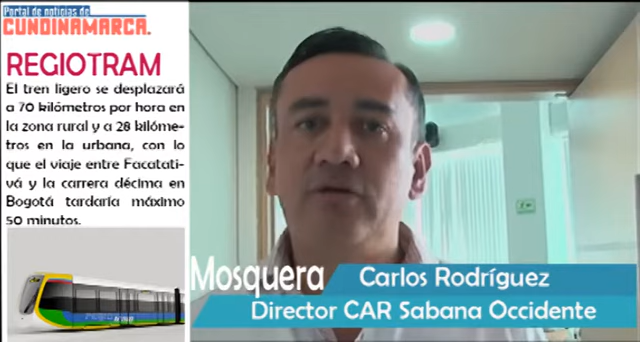 Portal de noticias de
CUNDINAMARCA.
REGIOTRAM
El tren ligero se desplazará
a 70 kilómetros por hora en
la zona rural y a 28 kilóme-
tros en la urbana, con lo
que el viaje entre Facatati-
vá y la carrera décima en
Bogotá tardaría máximo
50 minutos.
Mosquera
Carlos Rodríguez
Director CAR Sabana Occidente